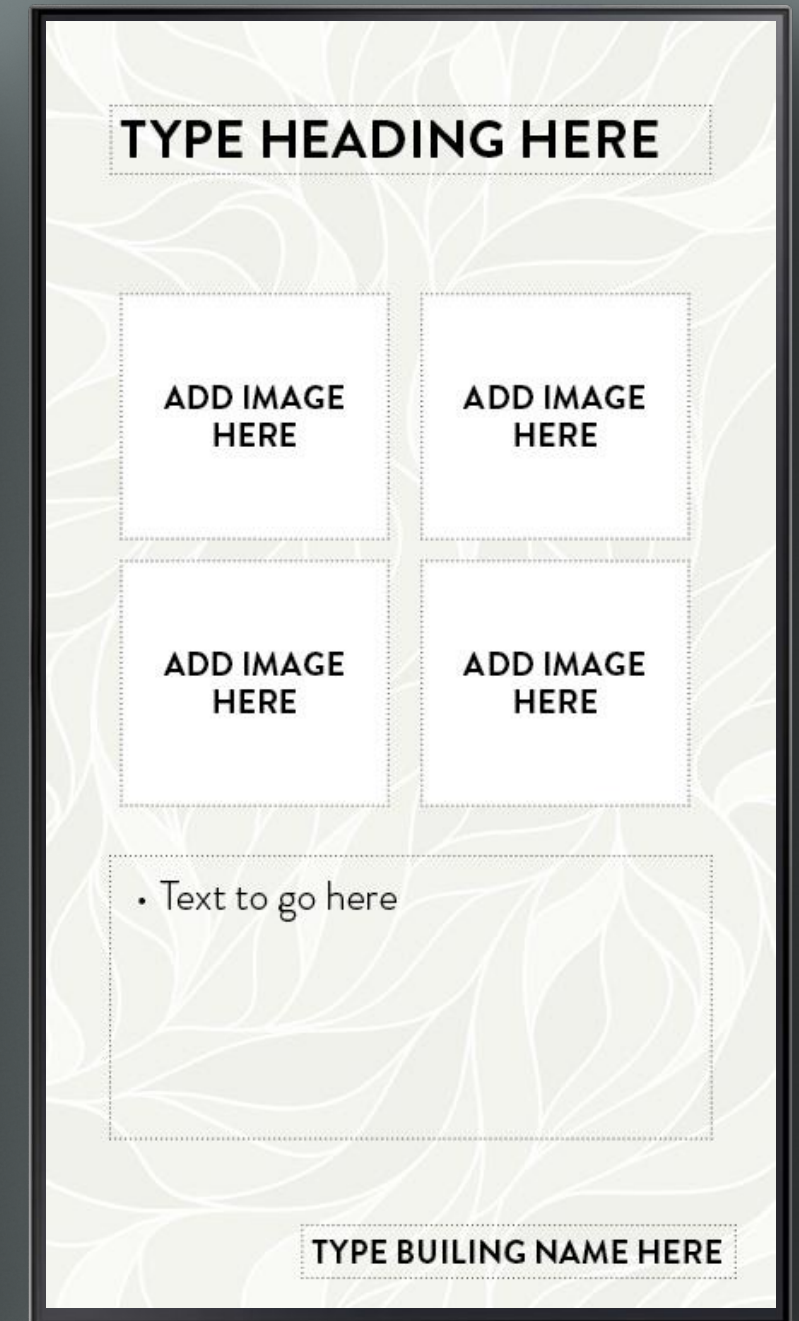 TYPE HEADING HERE
ADD IMAGE
HERE
ADD IMAGE
HERE
ADD IMAGE
HERE
ADD IMAGE
HERE
• Text to go here
TYPE BUILING NAME HERE